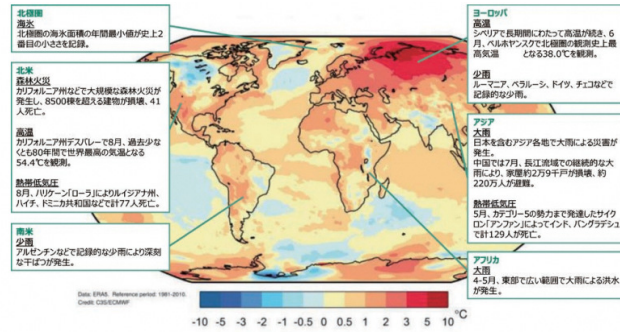 北極圏
海氷
北極圏の海氷面積の年間最小値が史上2
番目の小ささを記録。
北米
森林火災
カリフォルニア州などで大規模な森林火災が
発生し、8500棟を超える建物が損壊、41
人死亡。
高温
カリフォルニア州デスバレーで8月、過去少な
くとも80年間で世界最高の気温となる
54.4℃を観測。
熱帯低気圧
8月、ハリケーン「ローラ」によりルイジアナ州、
ハイチ、ドミニカ共和国などで計77人死亡。
南米
少雨
アルゼンチンなどで記録的な少雨により深刻
な干ばつが発生。
ヨーロッパ
高温
シベリアで長期間にわたって高温が続き、6
月、ベルホヤンスクで北極圏の観測史上最
高気温 となる38.0℃を観測。
少雨
ルーマニア、ベラルーシ、ドイツ、チェコなどで
記録的な少雨。
アジア
大雨
日本を含むアジア各地で大雨による災害が
発生。
中国では7月、長江流域での継続的な大
雨により、家屋約2万9千戸が損壊、約
220万人が避難。
熱帯低気圧
5月、カテゴリー5の勢力まで発達したサイク
ロン「アンファン」によってインド、バングラデシュ
で計129人が死亡。
アフリカ
大雨
4-5月、東部で広い範囲で大雨による洪水
が発生。
Data: ERA5. Reference period: 1981-2010.
Credit: C3S/ECMWF
-10 -5 -3 -2 -1 -0.5 0 0.5 1 2 3 5 10 °C